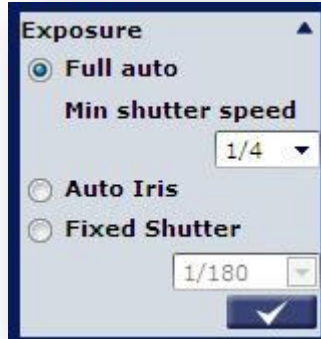 Exposure
Full auto
Min shutter speed
1/4
Auto Iris
Fixed Shutter
1/180